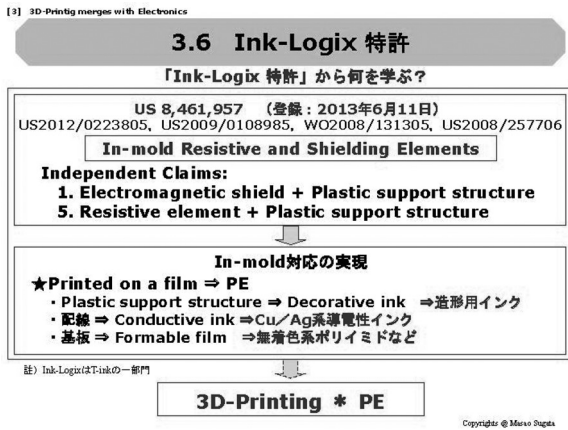 [3] 3D-Printig merges with Electronics
3.6 Ink-Logix 特許
「Ink-Logix 特許」から何を学ぶ?
US 8,461,957 (登録:2013年6月11日)
US2012/0223805, US2009/0108985, WO2008/131305, US2008/257706
In-mold Resistive and Shielding Elements
Independent Claims:
1. Electromagnetic shield + Plastic support structure
5. Resistive element + Plastic support structure
In-mold対応の実現
★Printed on a film ⇒ PE
・Plastic support structure ⇒ Decorative ink ⇒造形用インク
・配線 ⇒ Conductive ink ⇒Cu/Ag系導電性インク
・基板 ⇒ Formable film ⇒無着色系ポリイミドなど
註)Ink-LogixはT-inkの一部門
3D-Printing * PE
Copyrights @ Masao Sugata